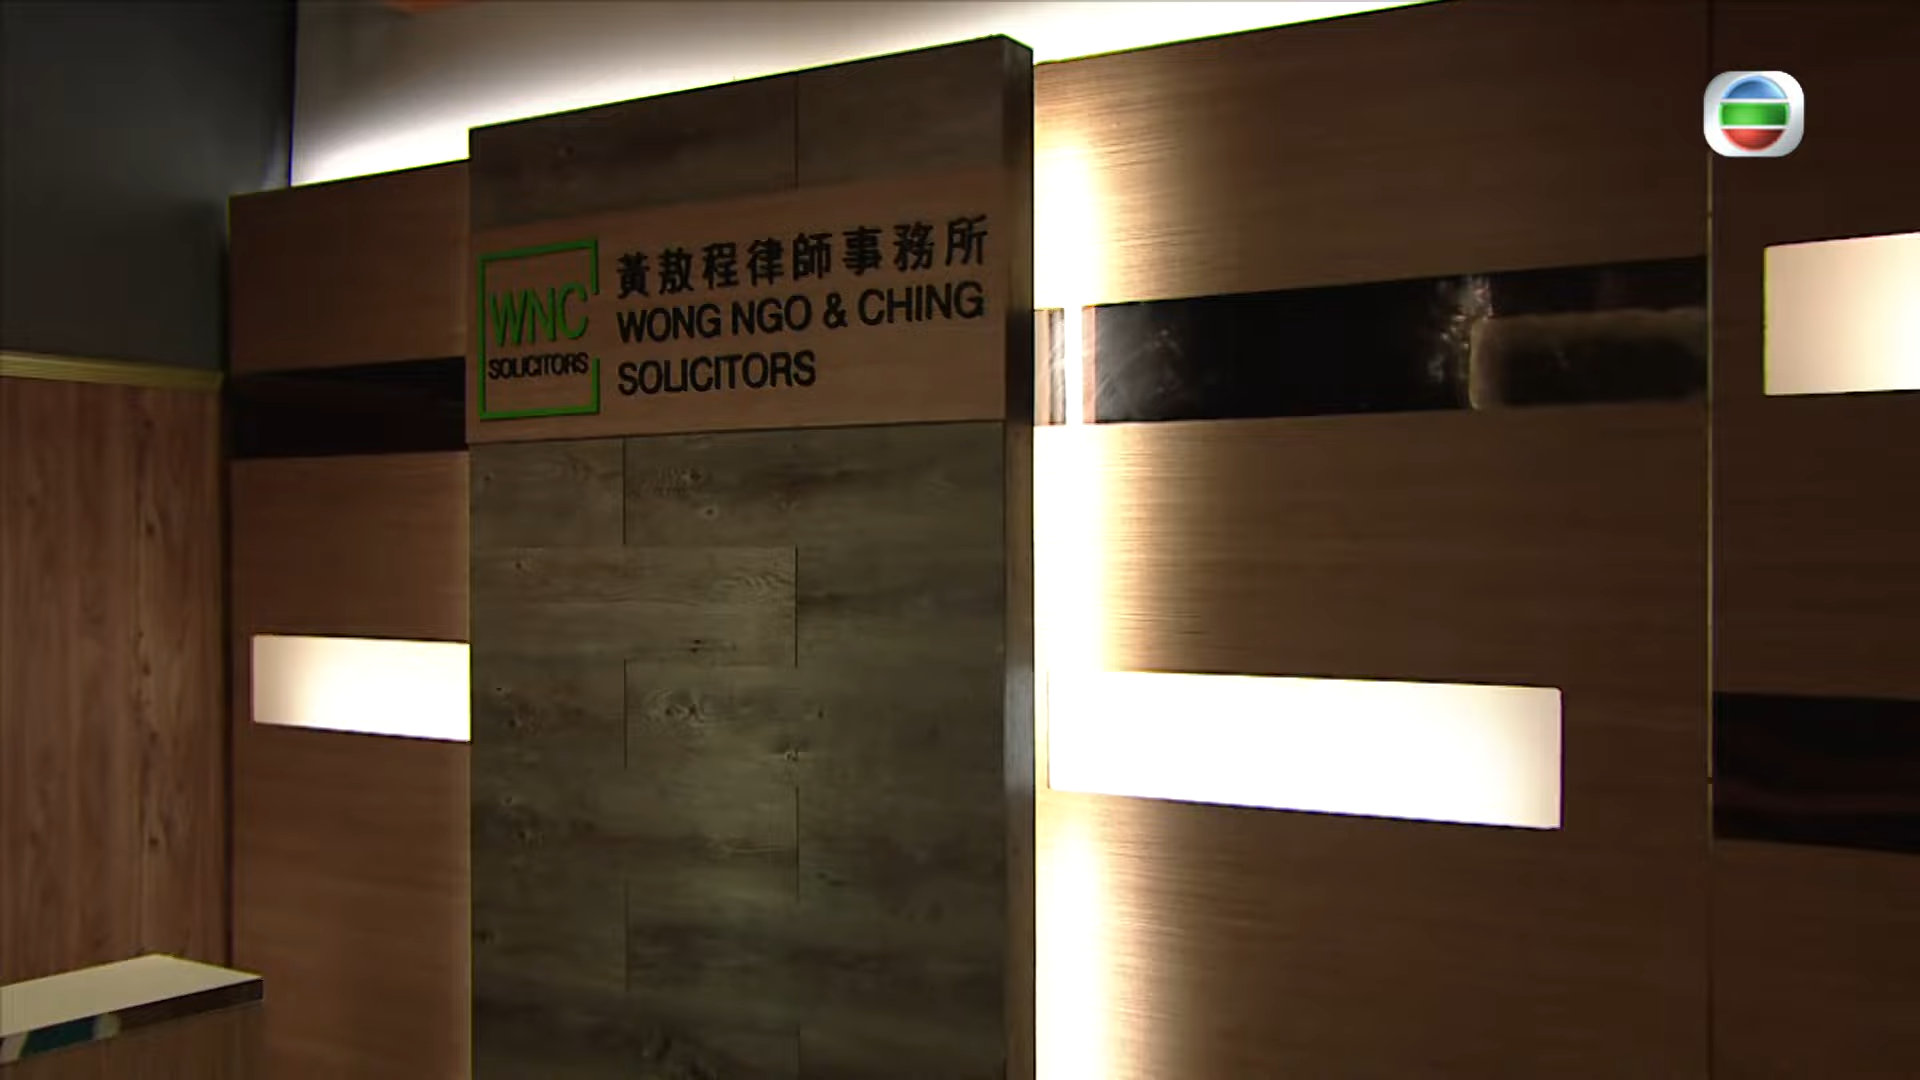 WNC
SOLICITORS
黃敖程律師事務所
WONG NGO & CHING
SOLICITORS